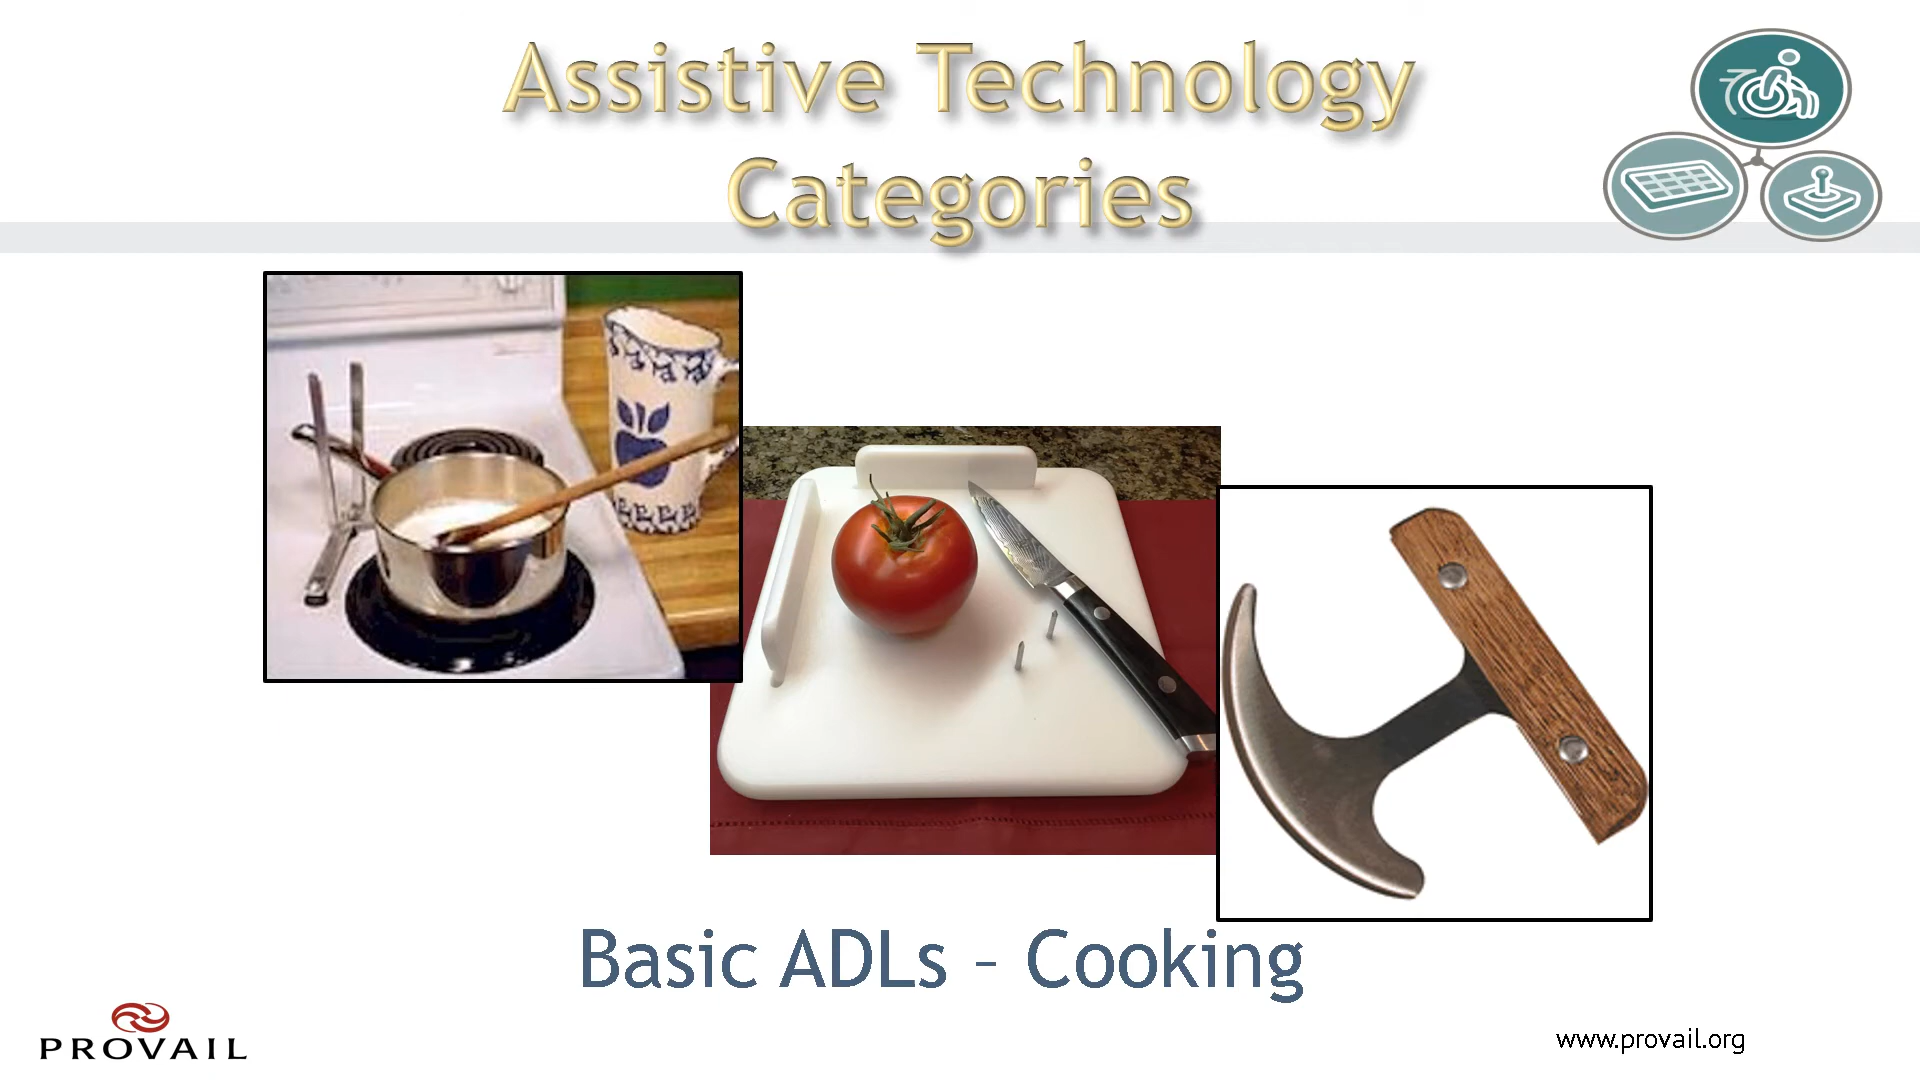 Assistive Technology
Categories
Basic ADLs – Cooking
PROVAIL
www.provail.org